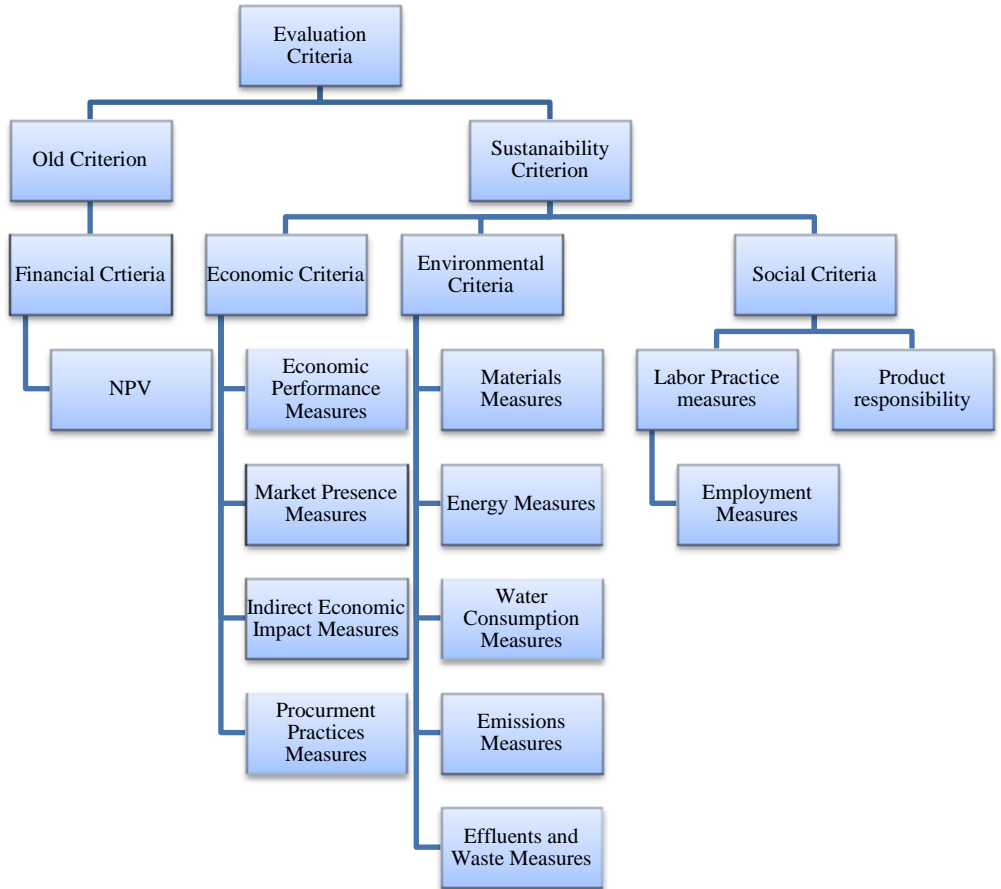 Evaluation
Criteria
Old Criterion
Sustanaibility
Criterion
Financial Crtieria
Economic Criteria
Environmental
Criteria
Social Criteria
NPV
Economic
Performance
Measures
Materials
Measures
Labor Practice
measures
Product
responsibility
Market Presence
Measures
Energy Measures
Employment
Measures
Indirect Economic
Impact Measures
Water
Consumption
Measures
Procurment
Practices
Measures
Emissions
Measures
Effluents and
Waste Measures